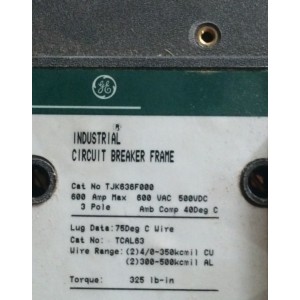 GE
INDUSTRIAL
CIRCUIT BREAKER FRAME
Cat No TJK636F000
600 Amp Max 600 VAC 500VDC
3 Pole Amb Comp 40Deg C
Lug Data: 75Deg C Wire
Cat No: TCAL63
Wire Range: (2)4/0-350kcmil CU
(2)300-500kcmil AL
Torque: 325 lb-in